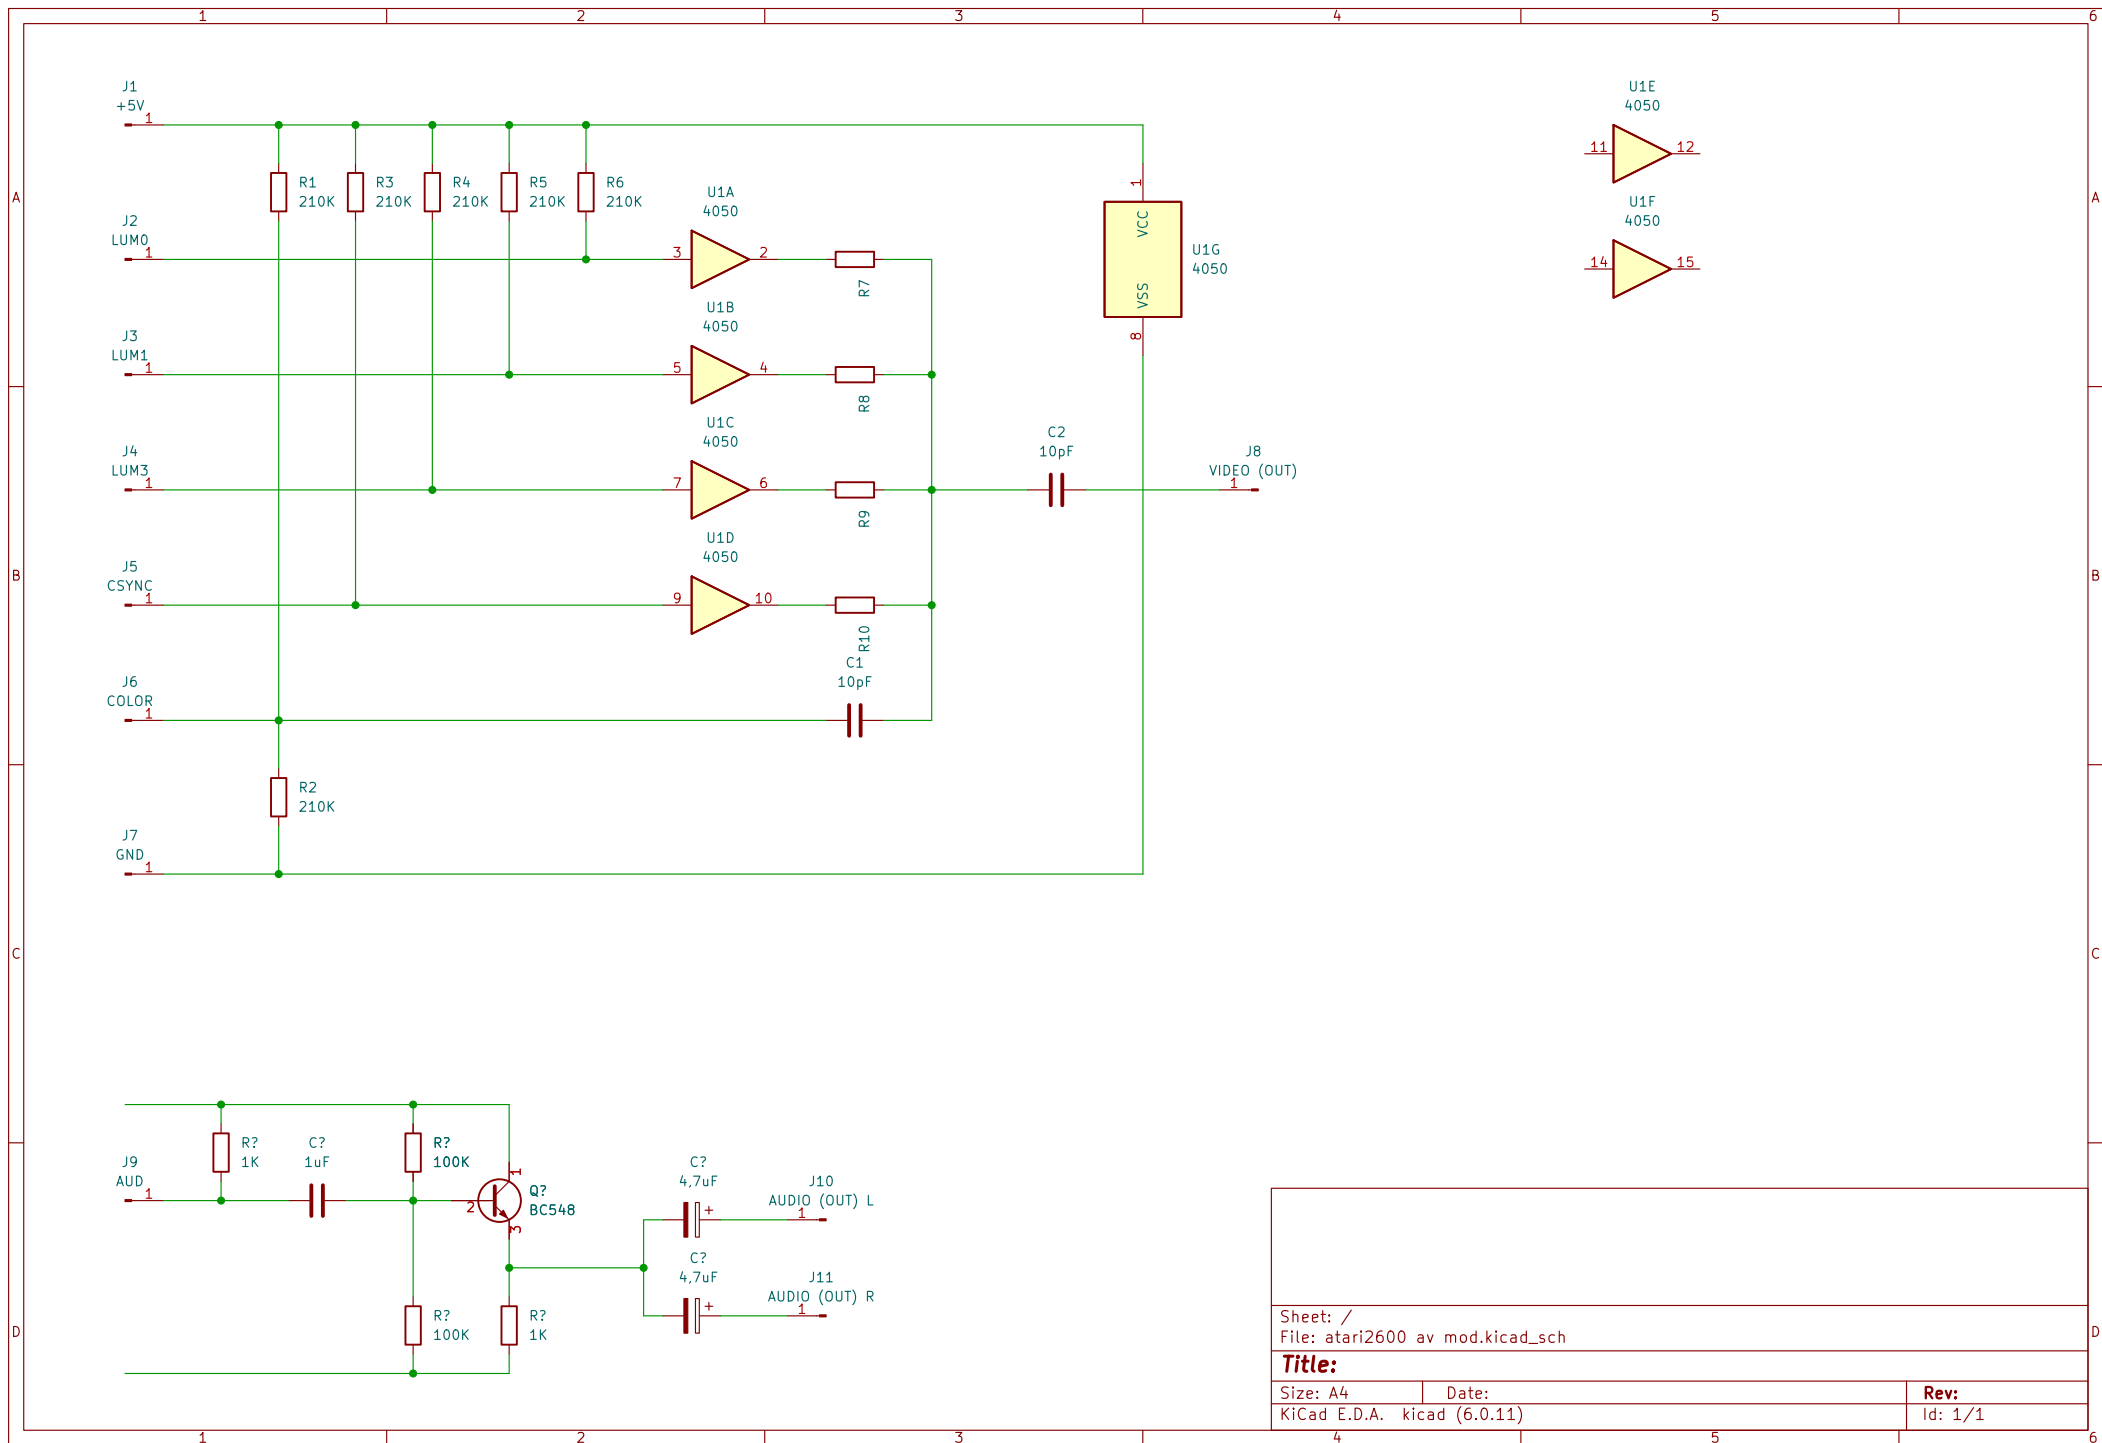 1 2 3 4 5 6
A
B
C
D
A
B
C
D
1 2 3 4 5 6
J1
+5V
1
J2
LUM0
1
J3
LUM1
1
J4
LUM3
1
J5
CSYNC
1
J6
COLOR
1
J7
GND
1
R1
210K
R3
210K
R4
210K
R5
210K
R6
210K
R2
210K
U1A
4050
3 2
U1B
4050
5 4
U1C
4050
7 6
U1D
4050
9 10
R7
R8
R9
R10
C1
10pF
C2
10pF
1
VCC
VSS
8
U1G
4050
J8
VIDEO (OUT)
1
U1E
4050
11 12
U1F
4050
14 15
J9
AUD
1
R?
1K
C?
1uF
R?
100K
1
2
3
Q?
BC548
R?
100K
R?
1K
C?
4,7uF
+
J10
AUDIO (OUT) L
1
C?
4,7uF
+
J11
AUDIO (OUT) R
1
Sheet: /
File: atari2600 av mod.kicad_sch
Title:
Size: A4 Date: Rev:
KiCad E.D.A. kicad (6.0.11) Id: 1/1